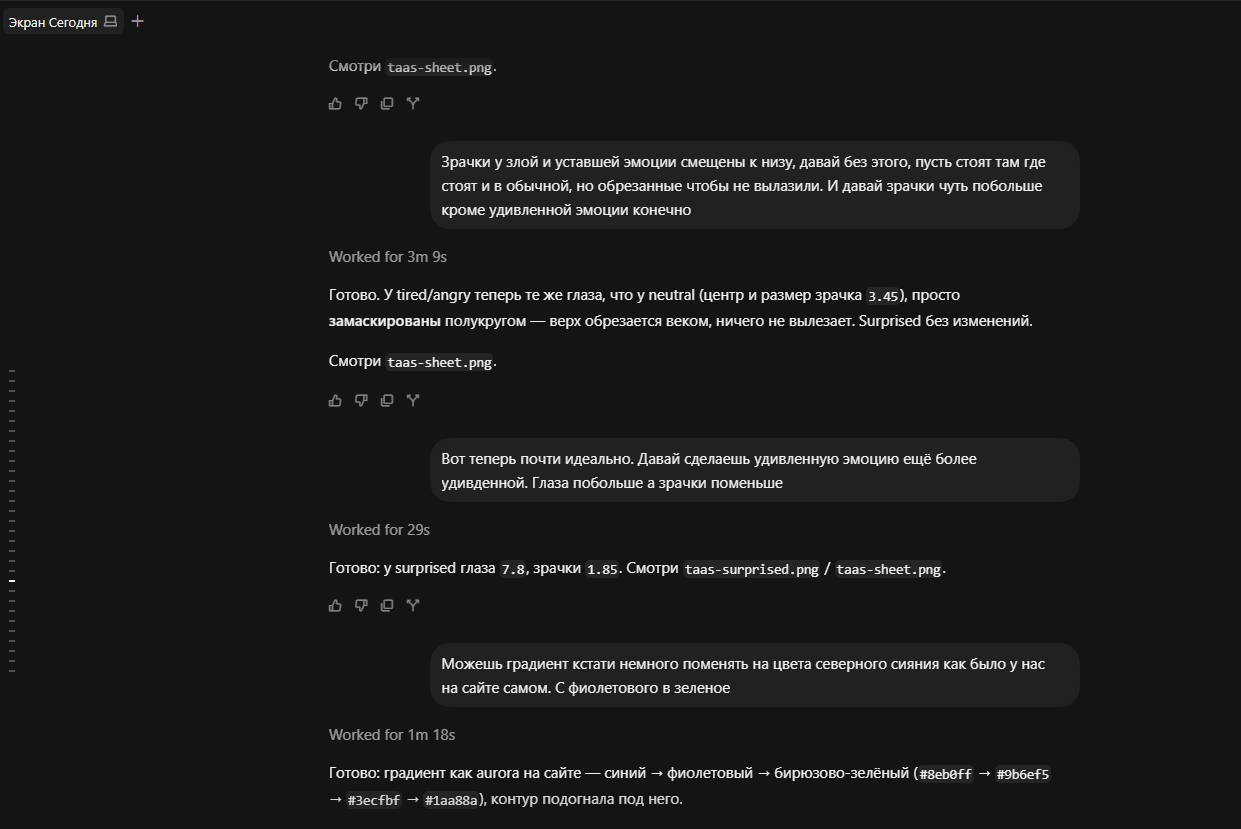 Экран Сегодня
Смотри taas-sheet.png.
Зрачки у злой и уставшей эмоции смещены к низу, давай без этого, пусть стоят там где
стоят и в обычной, но обрезанные чтобы не вылазили. И давай зрачки чуть побольше
кроме удивленной эмоции конечно
Worked for 3m 9s
Готово. У tired/angry теперь те же глаза, что у neutral (центр и размер зрачка 3.45), просто
замаскированы полукругом — верх обрезается веком, ничего не вылезает. Surprised без изменений.
Смотри taas-sheet.png.
Вот теперь почти идеально. Давай сделаешь удивленную эмоцию ещё более
удивденной. Глаза побольше а зрачки поменьше
Worked for 29s
Готово: у surprised глаза 7.8, зрачки 1.85. Смотри taas-surprised.png / taas-sheet.png.
Можешь градиент кстати немного поменять на цвета северного сияния как было у нас
на сайте самом. С фиолетового в зеленое
Worked for 1m 18s
Готово: градиент как aurora на сайте — синий → фиолетовый → бирюзово-зелёный (#8eb0ff → #9b6ef5
→ #3ecfbf → #1aa88a), контур подогнала под него.